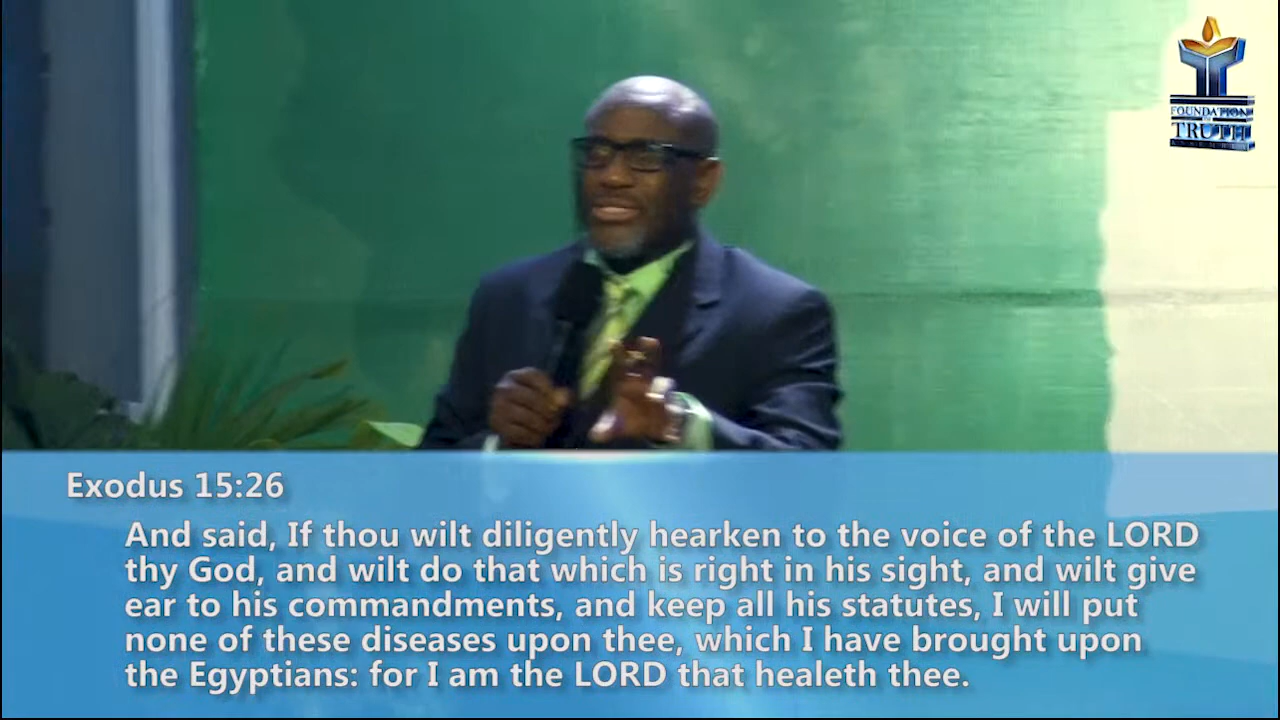 FOUNDATION
TRUTH
Exodus 15:26
And said, If thou wilt diligently hearken to the voice of the LORD
thy God, and wilt do that which is right in his sight, and wilt give
ear to his commandments, and keep all his statutes, I will put
none of these diseases upon thee, which I have brought upon
the Egyptians: for I am the LORD that healeth thee.